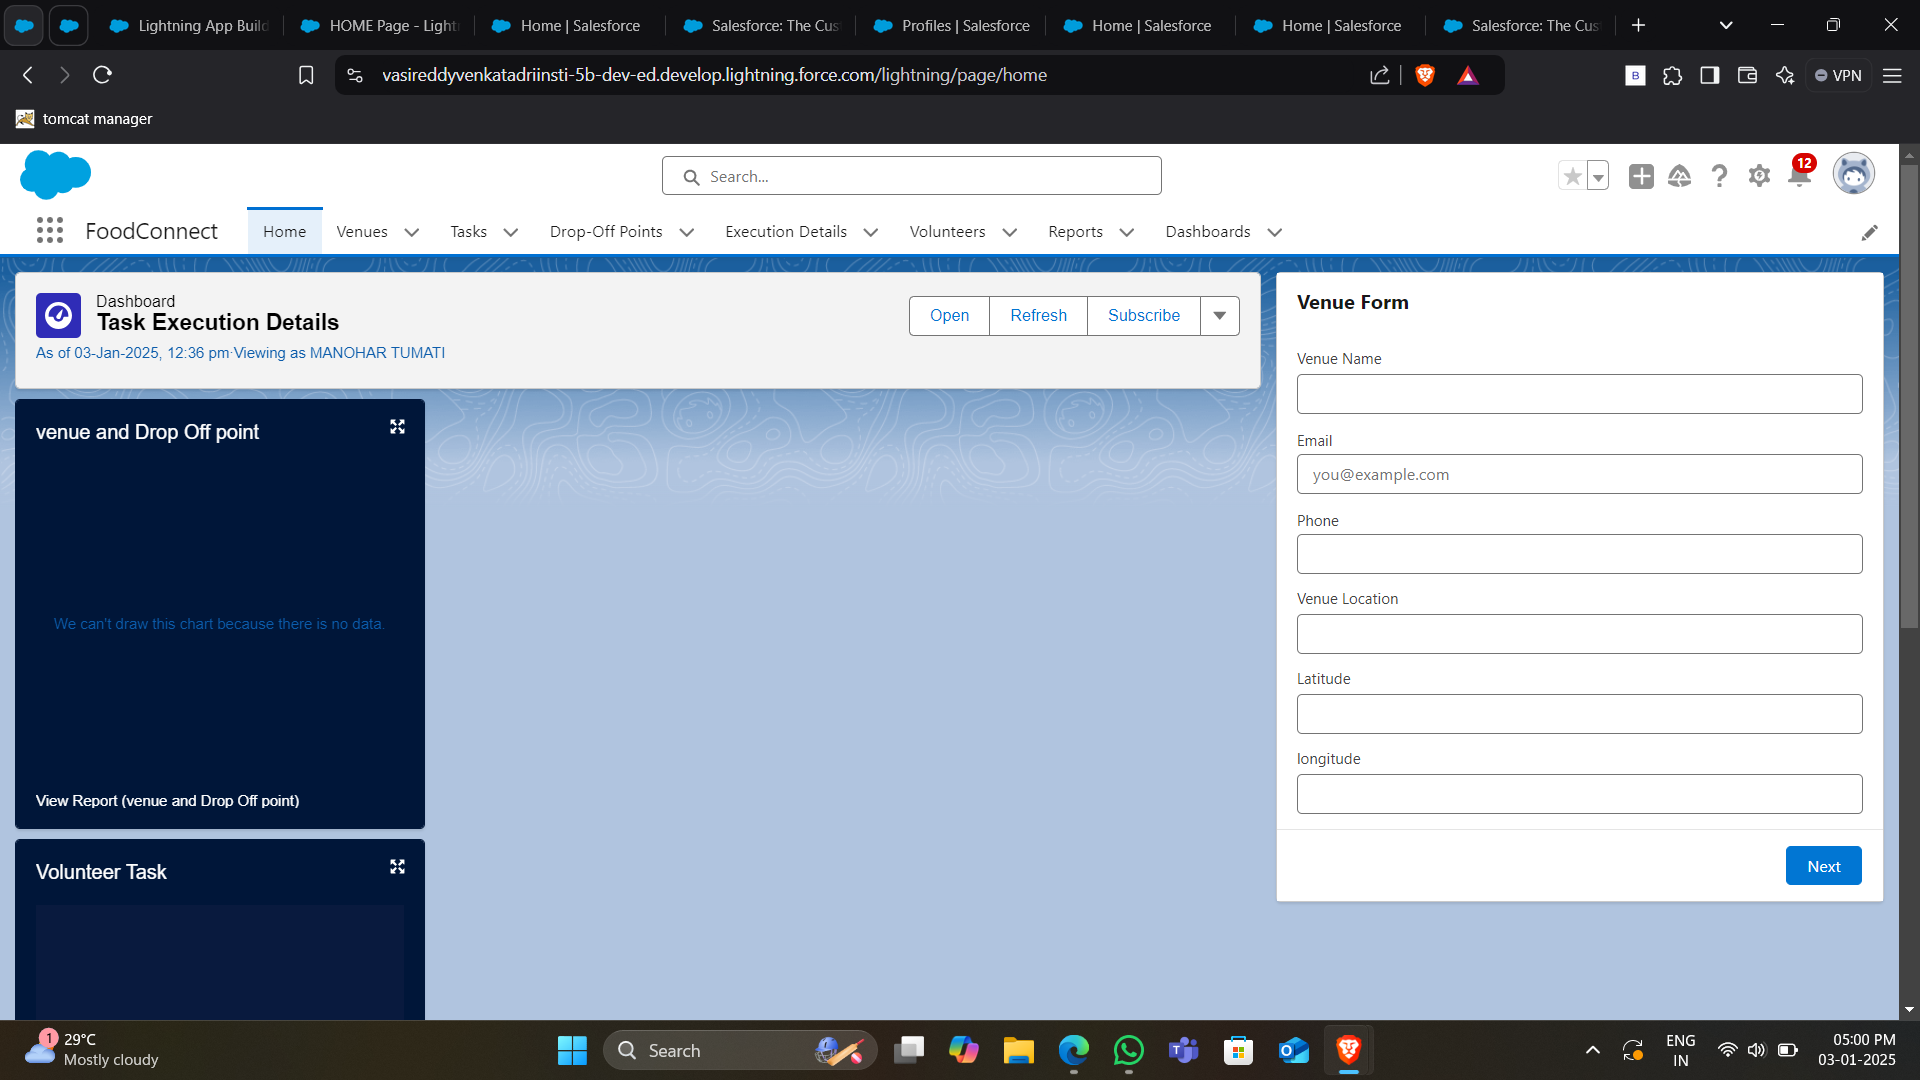 Lightning App Build
HOME Page - Lightn
Home | Salesforce
Salesforce: The Cus
Profiles | Salesforce
Home | Salesforce
Home | Salesforce
Salesforce: The Cus
vasireddyvenkatadriinsti-5b-dev-ed.develop.lightning.force.com/lightning/page/home
B
VPN
tomcat manager
Search...
12
FoodConnect
Home
Venues
Tasks
Drop-Off Points
Execution Details
Volunteers
Reports
Dashboards
Dashboard
Task Execution Details
As of 03-Jan-2025, 12:36 pm·Viewing as MANOHAR TUMATI
Open
Refresh
Subscribe
venue and Drop Off point
We can't draw this chart because there is no data.
View Report (venue and Drop Off point)
Volunteer Task
Venue Form
Venue Name
Email
you@example.com
Phone
Venue Location
Latitude
longitude
Next
1
29°C
Mostly cloudy
Search
ENG
IN
05:00 PM
03-01-2025